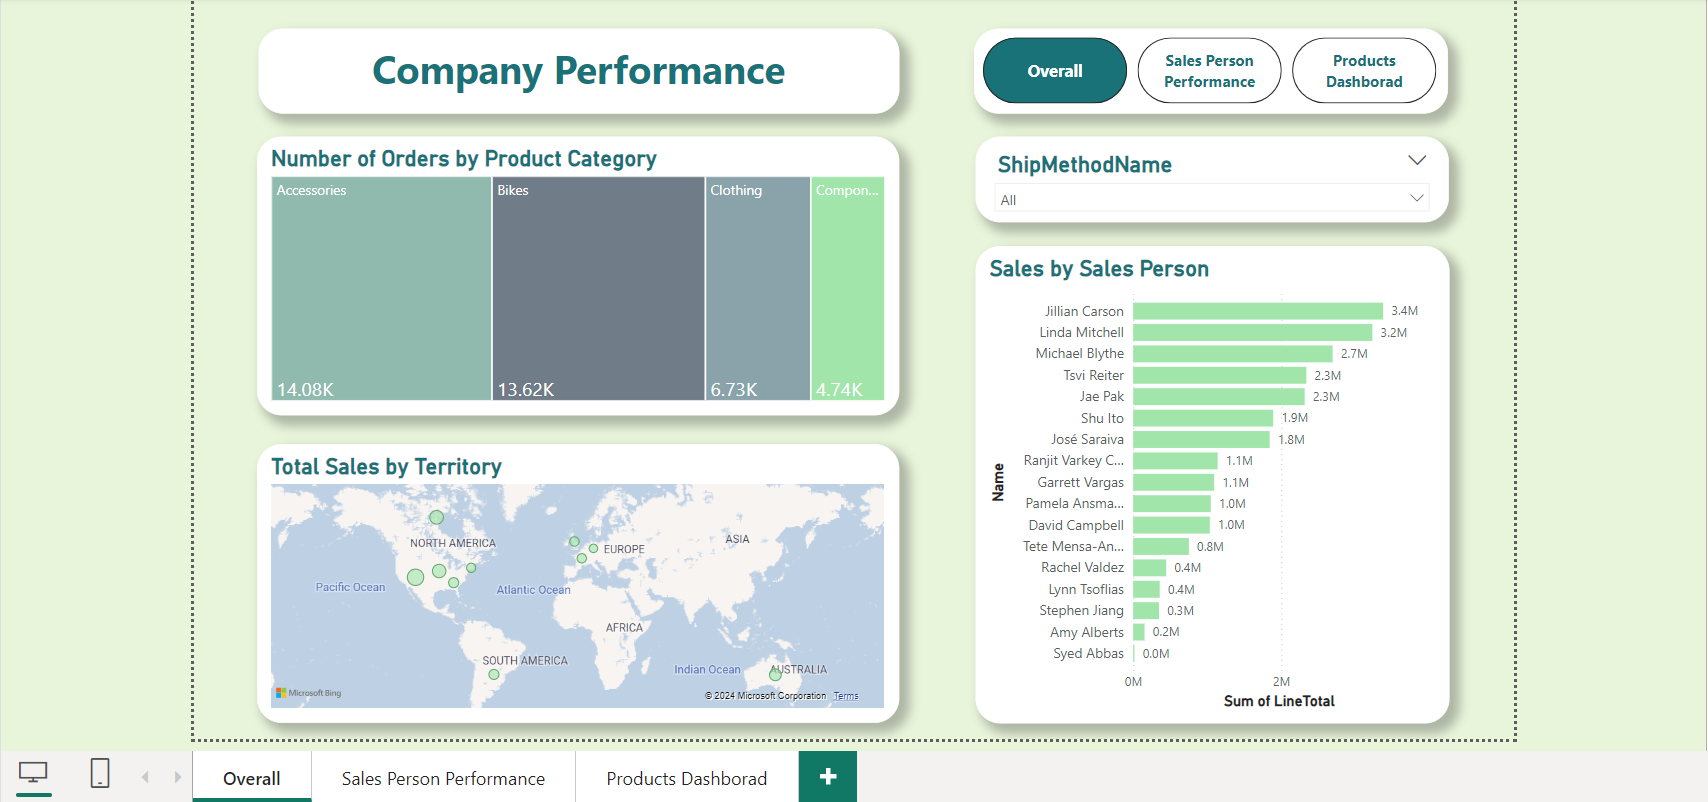 Company Performance
Overall
Sales Person
Performance
Products
Dashborad
Number of Orders by Product Category
Accessories
Bikes
Clothing
Compon...
14.08K
13.62K
6.73K
4.74K
ShipMethodName
All
Sales by Sales Person
Name
Jillian Carson 3.4M
Linda Mitchell 3.2M
Michael Blythe 2.7M
Tsvi Reiter 2.3M
Jae Pak 2.3M
Shu Ito 1.9M
José Saraiva 1.8M
Ranjit Varkey C... 1.1M
Garrett Vargas 1.1M
Pamela Ansma... 1.0M
David Campbell 1.0M
Tete Mensa-An... 0.8M
Rachel Valdez 0.4M
Lynn Tsoflias 0.4M
Stephen Jiang 0.3M
Amy Alberts 0.2M
Syed Abbas 0.0M
0M 2M
Sum of LineTotal
Total Sales by Territory
NORTH AMERICA
EUROPE
ASIA
Pacific Ocean
Atlantic Ocean
AFRICA
SOUTH AMERICA
Indian Ocean
AUSTRALIA
Microsoft Bing
© 2024 Microsoft Corporation Terms
Overall
Sales Person Performance
Products Dashborad
+